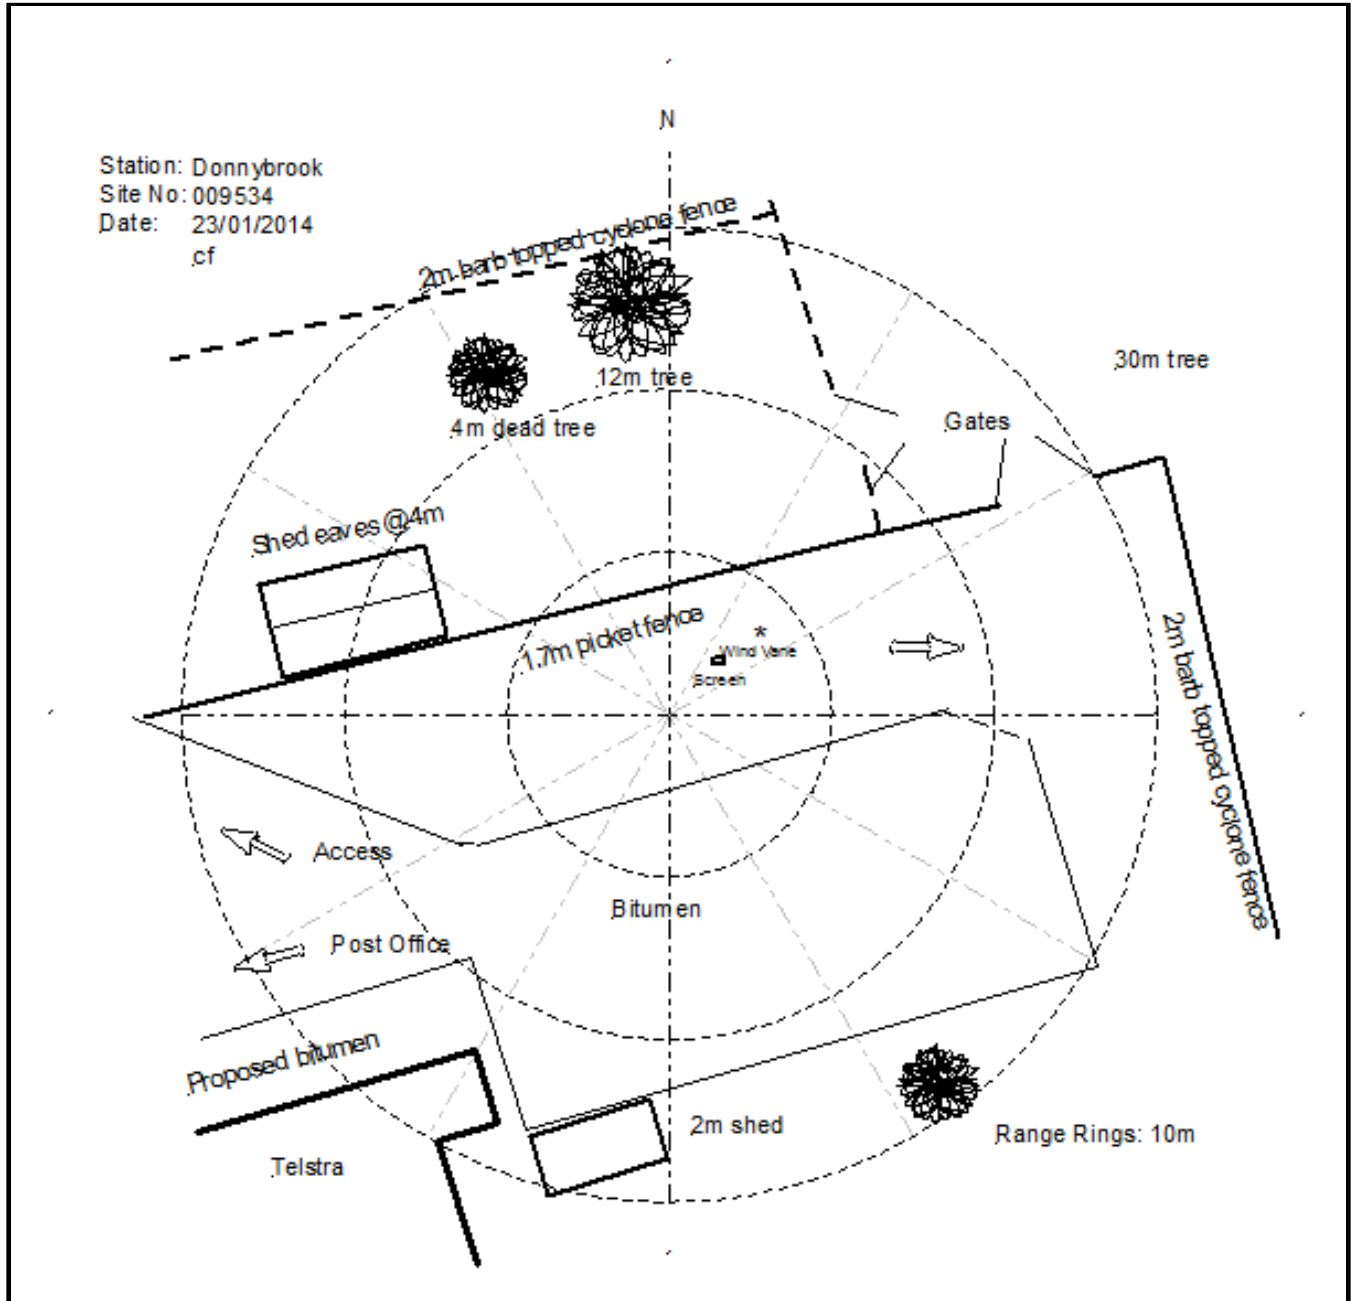 N
Station: Donnybrook
Site No: 009534
Date: 23/01/2014
cf
2m barb topped cyclone fence
30m tree
12m tree
Gates
4m dead tree
Shed eaves @ 4m
1.7m picket fence
*
Wind Vane
Screen
2m barb topped cyclone fence
Access
Bitumen
Post Office
Proposed bitumen
2m shed
Range Rings: 10m
Telstra